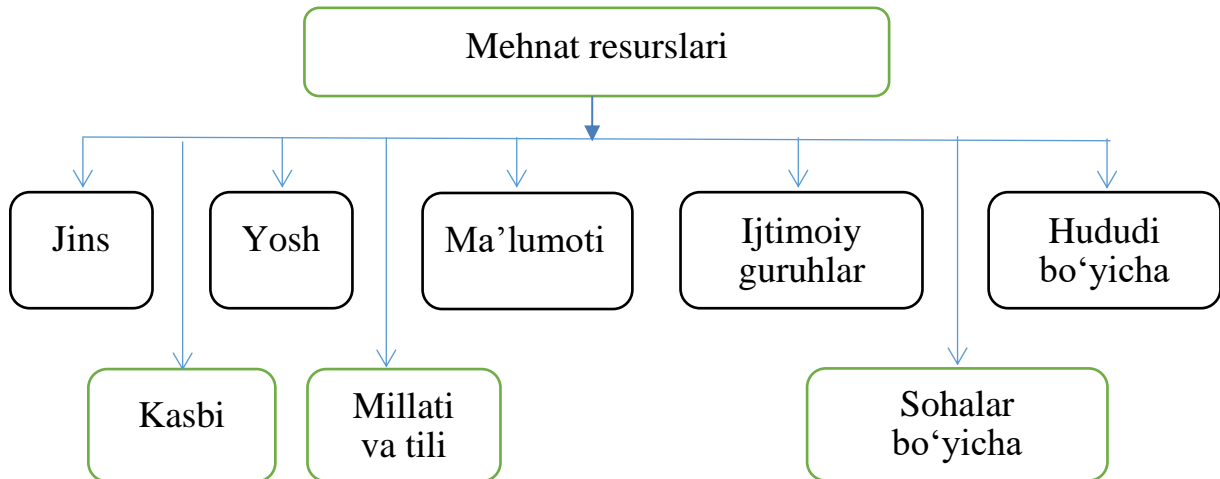 Mehnat resurslari
Jins
Yosh
Ma’lumoti
Ijtimoiy
guruhlar
Hududi
bo‘yicha
Kasbi
Millati
va tili
Sohalar
bo‘yicha